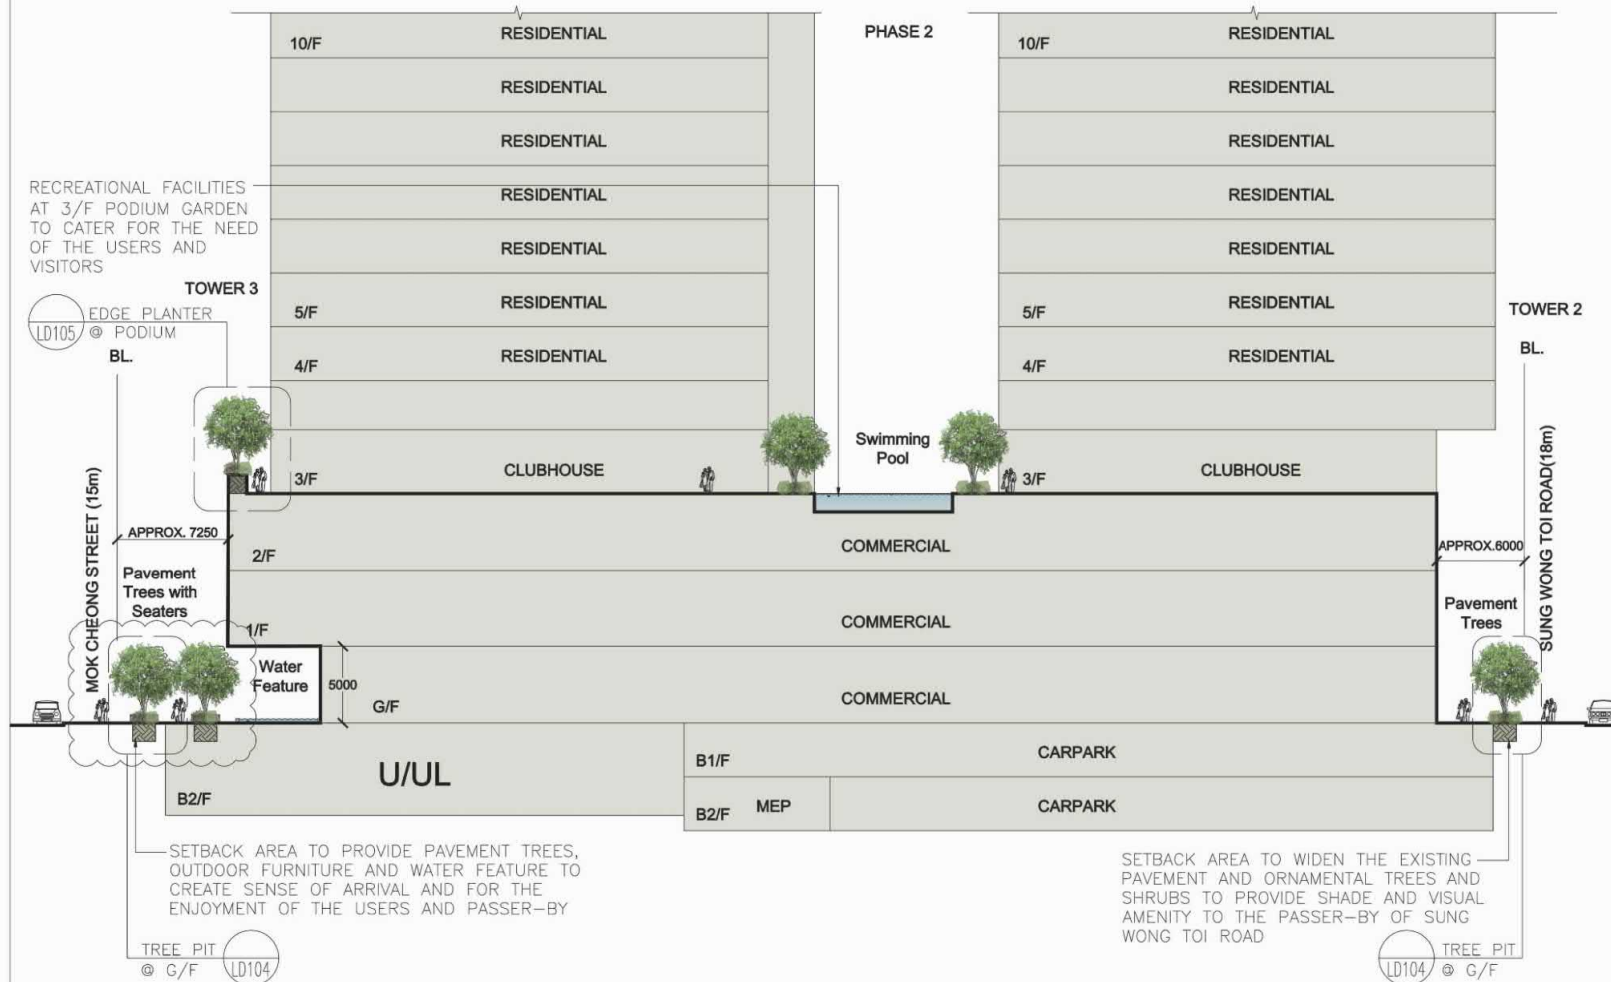 PHASE 2
10/F
RESIDENTIAL
RESIDENTIAL
RESIDENTIAL
RESIDENTIAL
RESIDENTIAL
5/F
RESIDENTIAL
4/F
RESIDENTIAL
3/F
CLUBHOUSE
10/F
RESIDENTIAL
RESIDENTIAL
RESIDENTIAL
RESIDENTIAL
RESIDENTIAL
5/F
RESIDENTIAL
4/F
RESIDENTIAL
3/F
CLUBHOUSE
RECREATIONAL FACILITIES
AT 3/F PODIUM GARDEN
TO CATER FOR THE NEED
OF THE USERS AND
VISITORS
TOWER 3
LD105
EDGE PLANTER
@ PODIUM
BL.
TOWER 2
BL.
Swimming
Pool
MOK CHEONG STREET (15m)
APPROX. 7250
Pavement
Trees with
Seaters
Water
Feature
5000
2/F
COMMERCIAL
1/F
COMMERCIAL
G/F
COMMERCIAL
APPROX.6000
Pavement
Trees
SUNG WONG TOI ROAD(18m)
U/UL
B2/F
B1/F
CARPARK
B2/F
MEP
CARPARK
SETBACK AREA TO PROVIDE PAVEMENT TREES,
OUTDOOR FURNITURE AND WATER FEATURE TO
CREATE SENSE OF ARRIVAL AND FOR THE
ENJOYMENT OF THE USERS AND PASSER-BY
TREE PIT
@ G/F
LD104
SETBACK AREA TO WIDEN THE EXISTING
PAVEMENT AND ORNAMENTAL TREES AND
SHRUBS TO PROVIDE SHADE AND VISUAL
AMENITY TO THE PASSER-BY OF SUNG
WONG TOI ROAD
LD104
TREE PIT
@ G/F